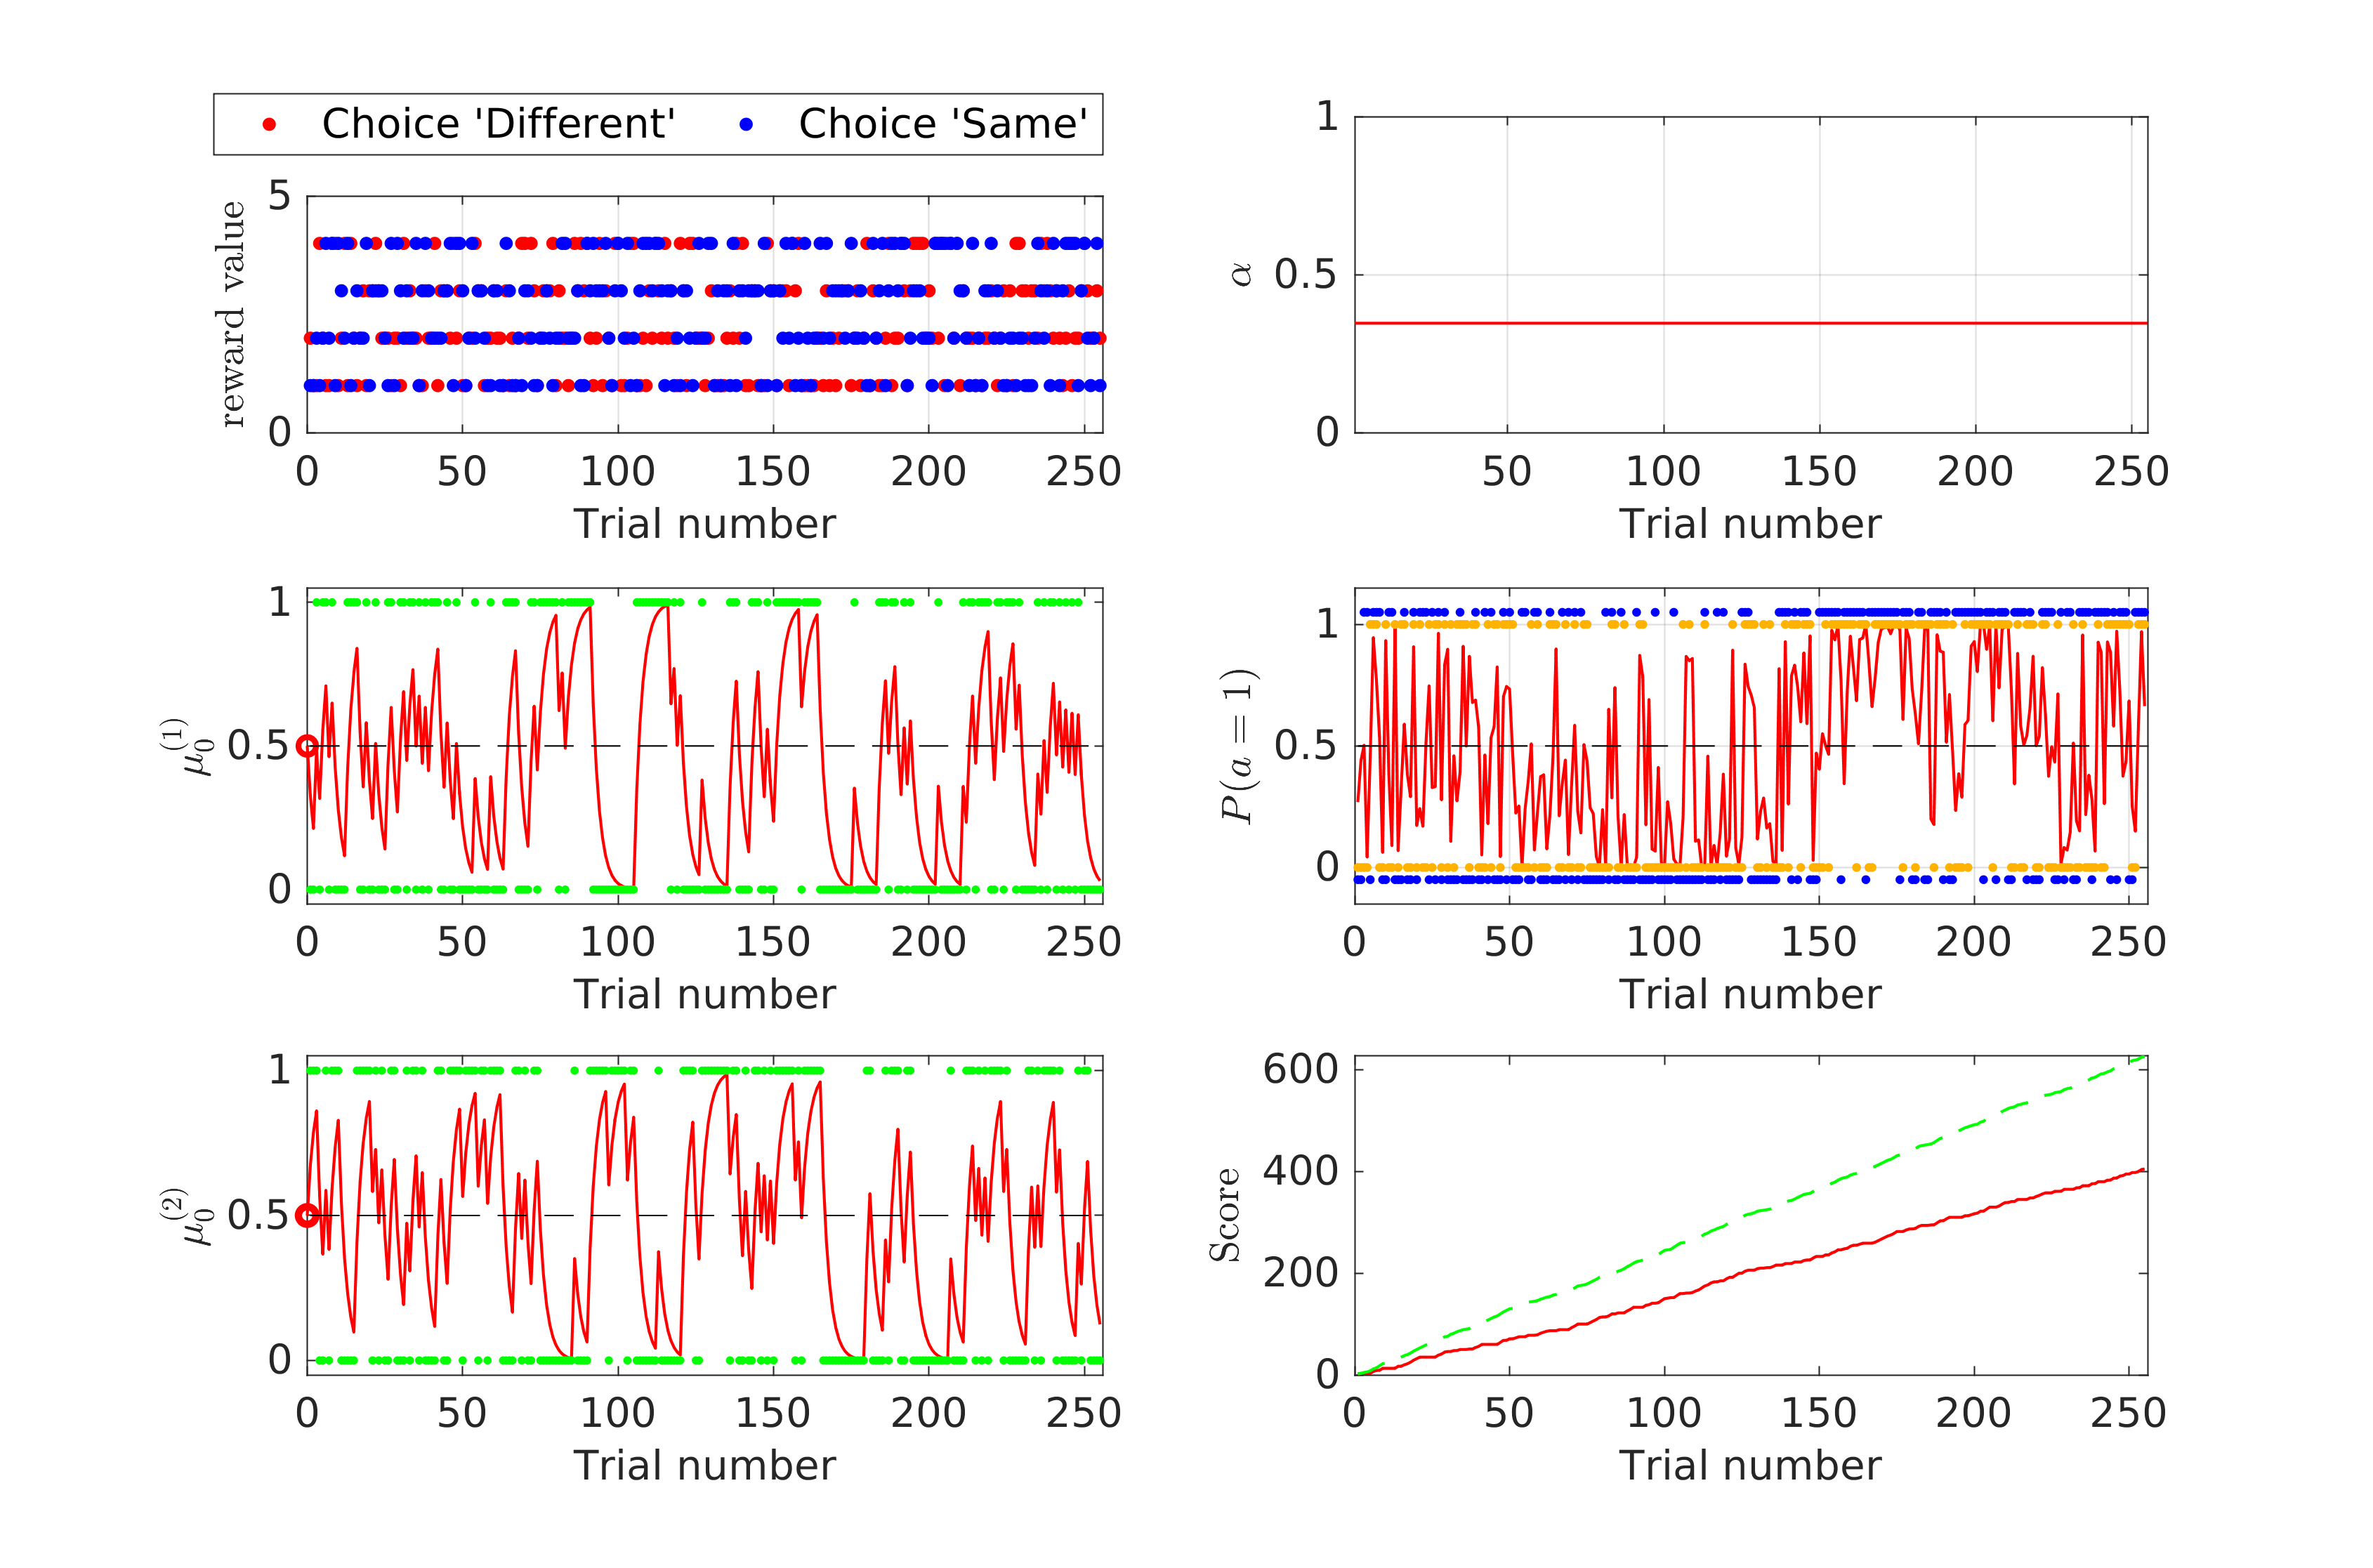 Choice 'Different' Choice 'Same'
5
0
reward value
0 50 100 150 200 250
Trial number
1
0.5
0
α
50 100 150 200 250
Trial number
1
0.5
0
μ₀⁽¹⁾
0 50 100 150 200 250
Trial number
1
0.5
0
P(a = 1)
0 50 100 150 200 250
Trial number
1
0.5
0
μ₀⁽²⁾
0 50 100 150 200 250
Trial number
600
400
200
0
Score
0 50 100 150 200 250
Trial number